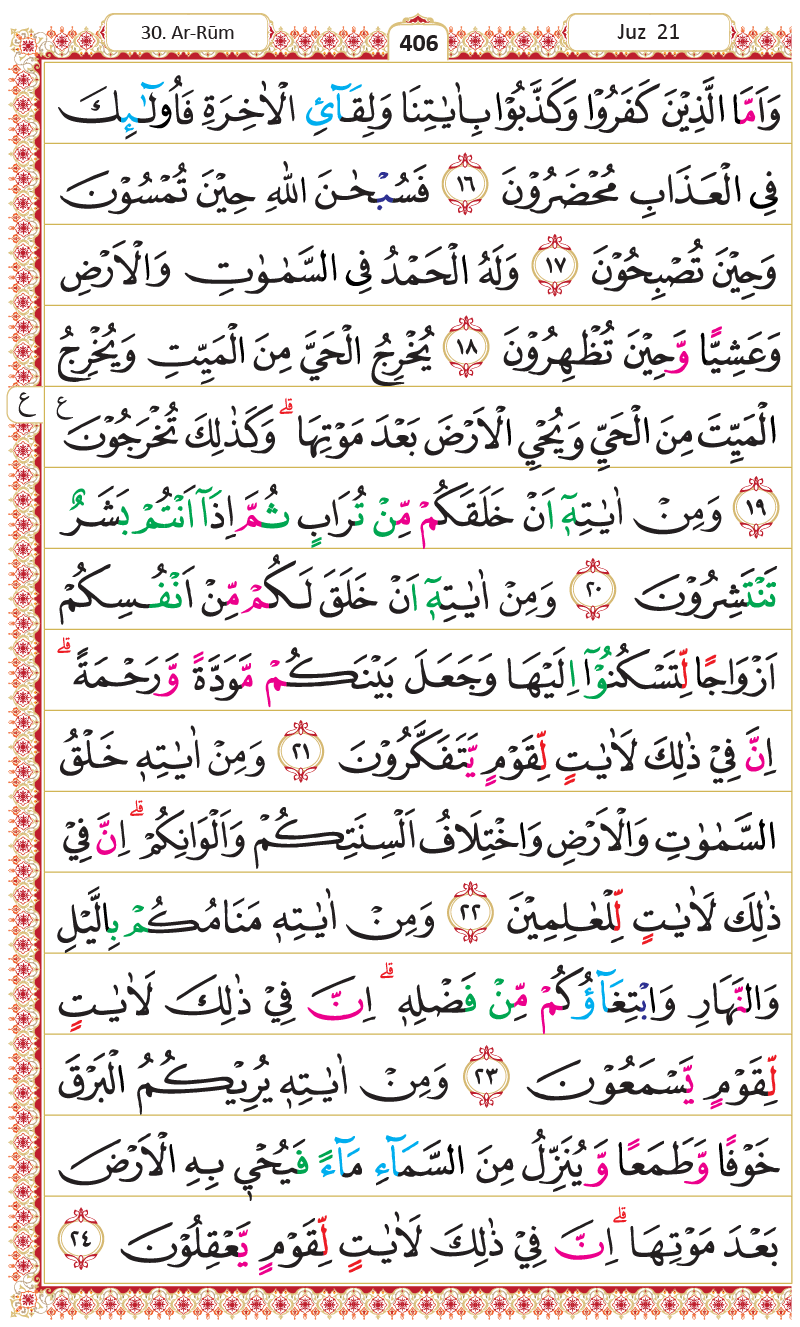 30. Ar-Rūm
406
Juz 21
وَاَمَّا الَّذِيْنَ كَفَرُوْا وَكَذَّبُوْا بِاٰيٰتِنَا وَلِقَآئِ الْاٰخِرَةِ فَاُولٰٓئِكَ
فِى الْعَذَابِ مُحْضَرُوْنَ ١٦ فَسُبْحٰنَ اللّٰهِ حِيْنَ تُمْسُوْنَ
وَحِيْنَ تُصْبِحُوْنَ ١٧ وَلَهُ الْحَمْدُ فِى السَّمٰوٰتِ وَالْاَرْضِ
وَعَشِيًّا وَّحِيْنَ تُظْهِرُوْنَ ١٨ يُخْرِجُ الْحَيَّ مِنَ الْمَيِّتِ وَيُخْرِجُ
الْمَيِّتَ مِنَ الْحَيِّ وَيُحْيِ الْاَرْضَ بَعْدَ مَوْتِهَا ۗ وَكَذٰلِكَ تُخْرَجُوْنَ ع
ع
١٩ وَمِنْ اٰيٰتِهٖٓ اَنْ خَلَقَكُمْ مِّنْ تُرَابٍ ثُمَّ اِذَآ اَنْتُمْ بَشَرٌ
تَنْتَشِرُوْنَ ٢٠ وَمِنْ اٰيٰتِهٖٓ اَنْ خَلَقَ لَكُمْ مِّنْ اَنْفُسِكُمْ
اَزْوَاجًا لِّتَسْكُنُوْٓا اِلَيْهَا وَجَعَلَ بَيْنَكُمْ مَّوَدَّةً وَّرَحْمَةً ۗ
اِنَّ فِيْ ذٰلِكَ لَاٰيٰتٍ لِّقَوْمٍ يَّتَفَكَّرُوْنَ ٢١ وَمِنْ اٰيٰتِهٖ خَلْقُ
السَّمٰوٰتِ وَالْاَرْضِ وَاخْتِلَافُ اَلْسِنَتِكُمْ وَاَلْوَانِكُمْ ۗ اِنَّ فِيْ
ذٰلِكَ لَاٰيٰتٍ لِّلْعٰلِمِيْنَ ٢٢ وَمِنْ اٰيٰتِهٖ مَنَامُكُمْ بِالَّيْلِ
وَالنَّهَارِ وَابْتِغَآؤُكُمْ مِّنْ فَضْلِهٖ ۗ اِنَّ فِيْ ذٰلِكَ لَاٰيٰتٍ
لِّقَوْمٍ يَّسْمَعُوْنَ ٢٣ وَمِنْ اٰيٰتِهٖ يُرِيْكُمُ الْبَرْقَ
خَوْفًا وَّطَمَعًا وَّيُنَزِّلُ مِنَ السَّمَآءِ مَآءً فَيُحْيٖ بِهِ الْاَرْضَ
بَعْدَ مَوْتِهَا ۗ اِنَّ فِيْ ذٰلِكَ لَاٰيٰتٍ لِّقَوْمٍ يَّعْقِلُوْنَ ٢٤